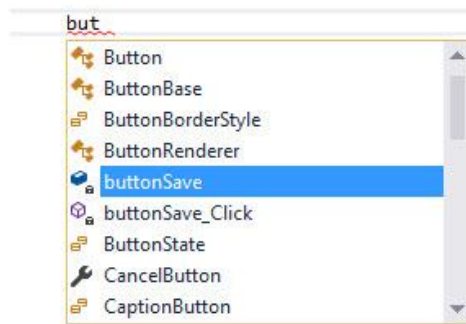 but
Button
ButtonBase
ButtonBorderStyle
ButtonRenderer
buttonSave
buttonSave_Click
ButtonState
CancelButton
CaptionButton